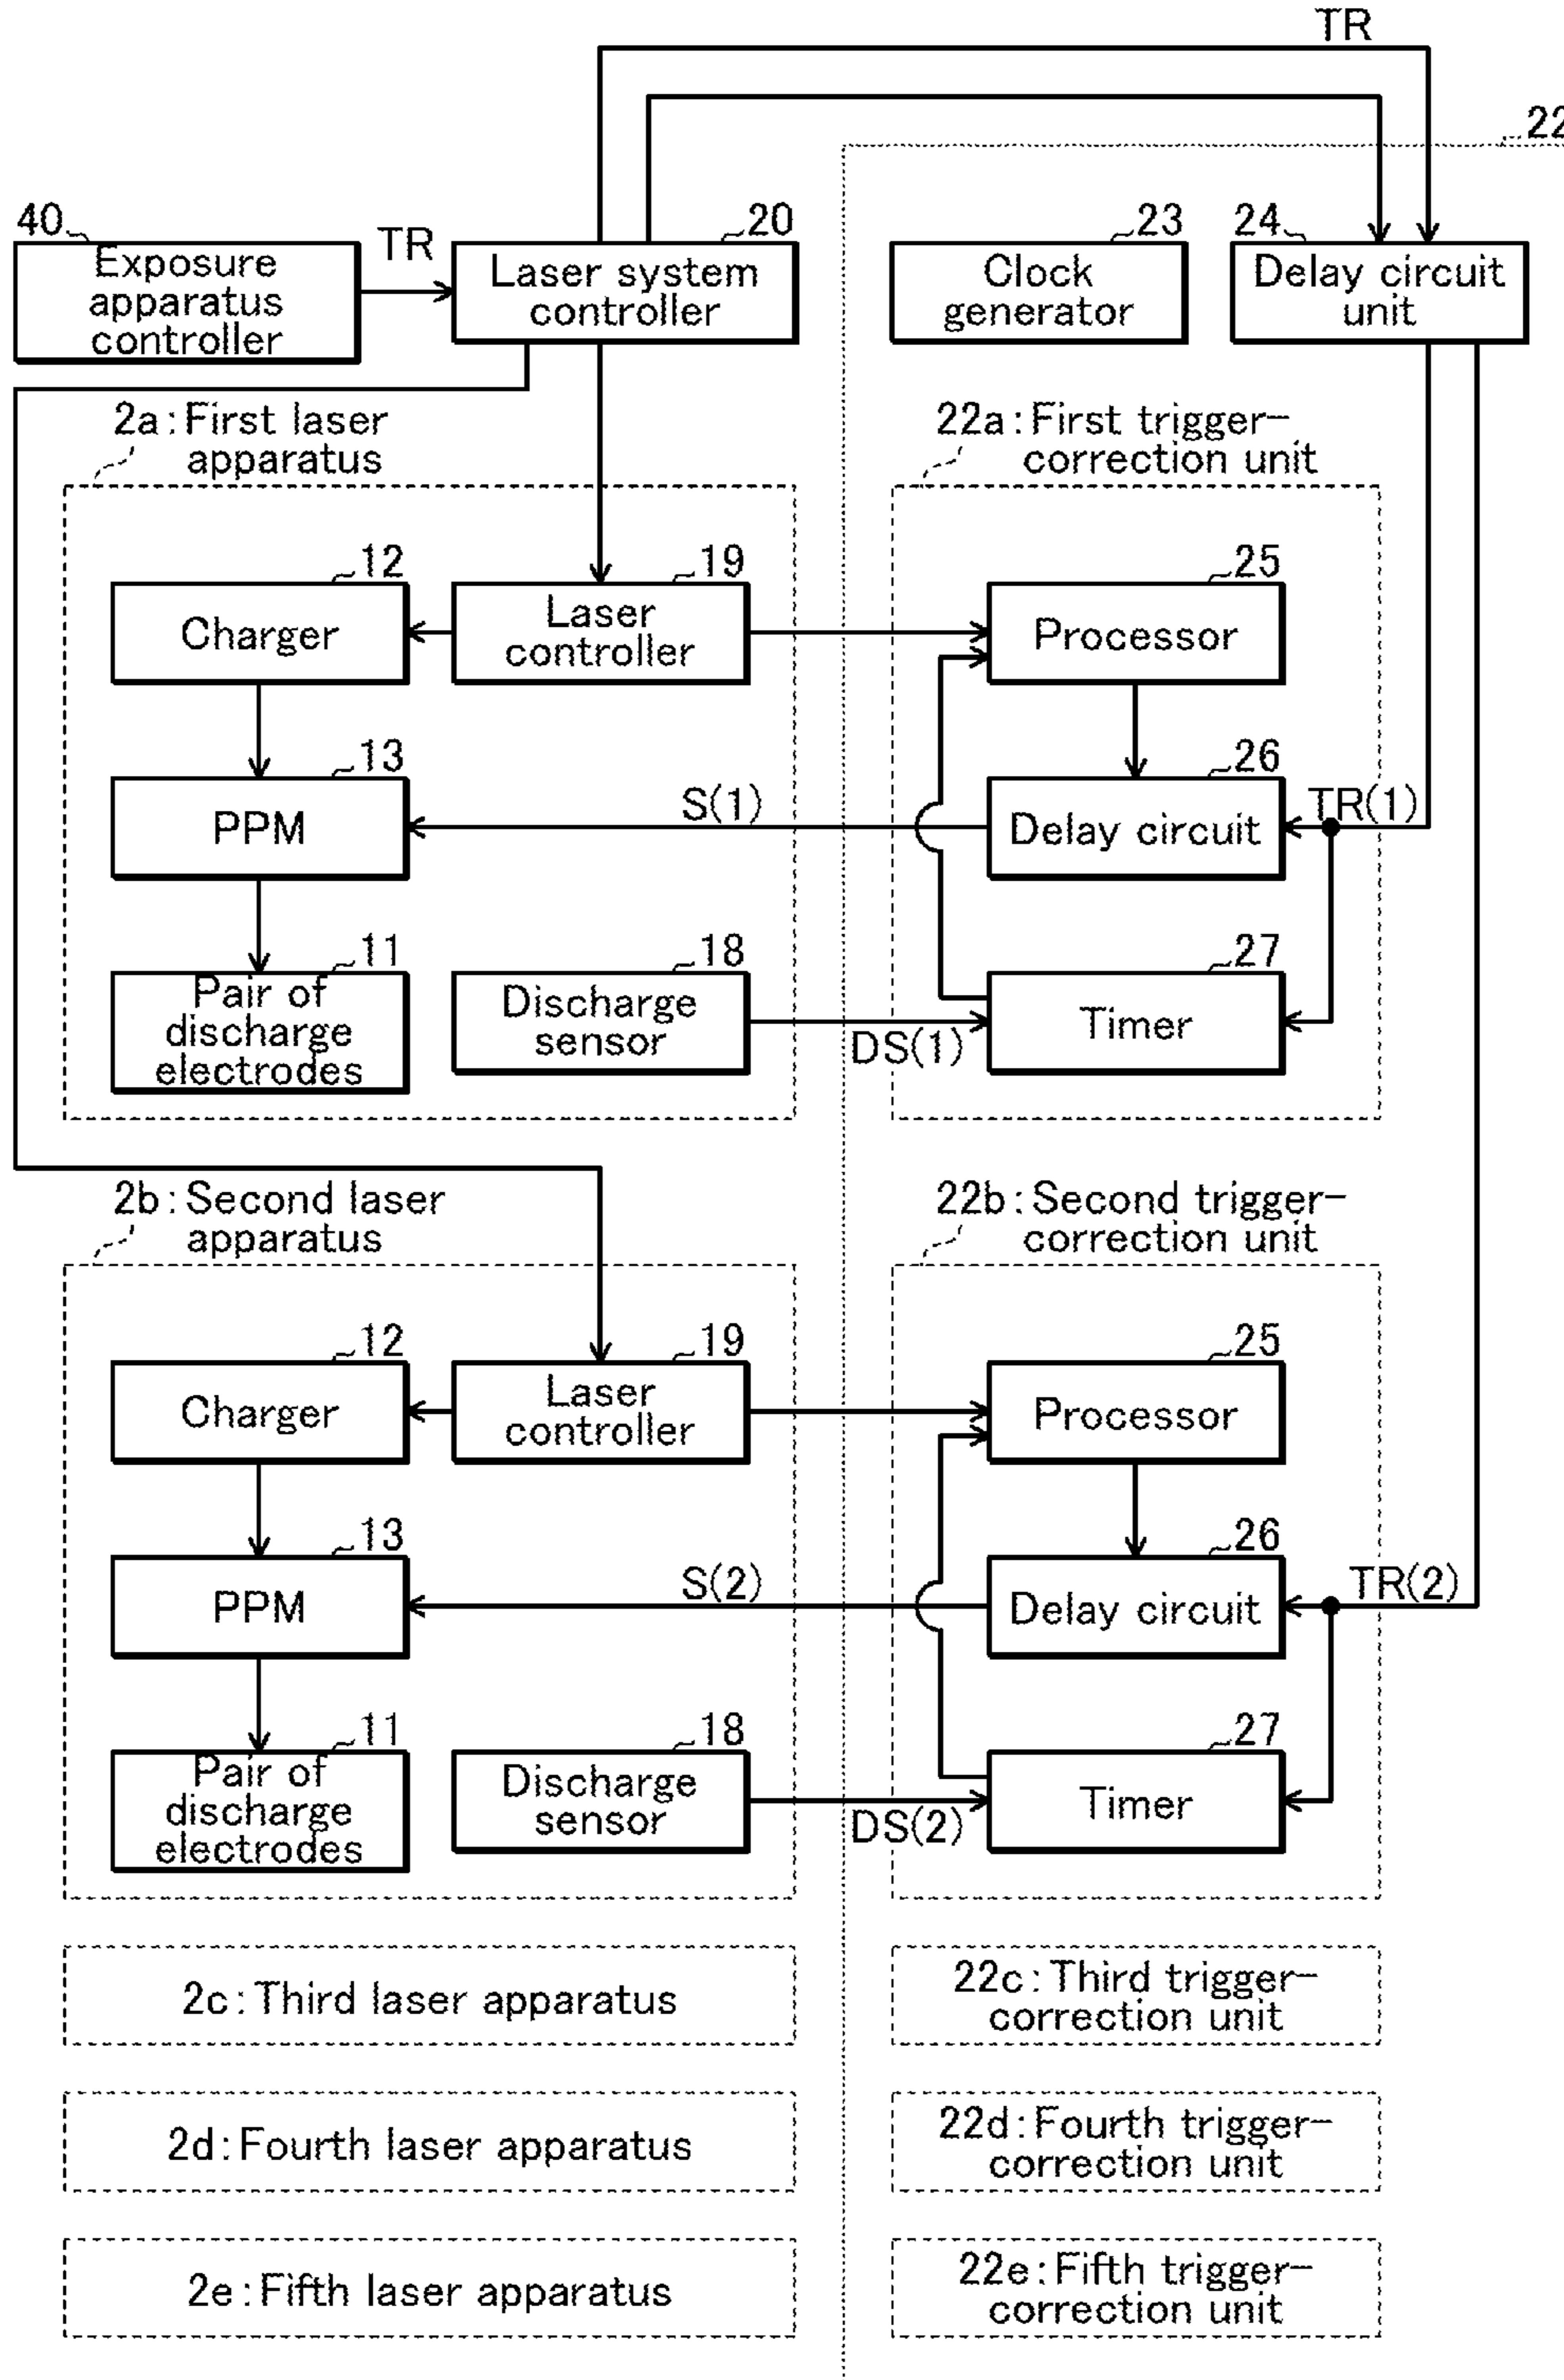 TR
22
40
TR
20
23
24
Exposure
apparatus
controller
Laser system
controller
Clock
generator
Delay circuit
unit
2a:First laser
apparatus
22a:First trigger-
correction unit
12
19
25
Charger
Laser
controller
Processor
13
26
S(1)
TR(1)
PPM
Delay circuit
11
18
27
Pair of
discharge
electrodes
Discharge
sensor
DS(1)
Timer
2b:Second laser
apparatus
22b:Second trigger-
correction unit
12
19
25
Charger
Laser
controller
Processor
13
26
S(2)
TR(2)
PPM
Delay circuit
11
18
27
Pair of
discharge
electrodes
Discharge
sensor
DS(2)
Timer
2c:Third laser apparatus
22c:Third trigger-
correction unit
2d:Fourth laser apparatus
22d:Fourth trigger-
correction unit
2e:Fifth laser apparatus
22e:Fifth trigger-
correction unit